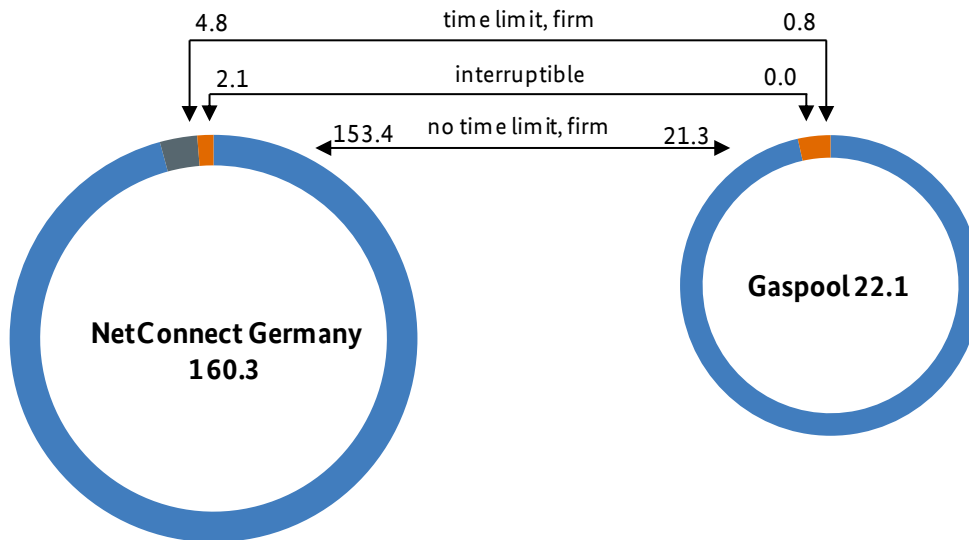 4.8 time limit, firm 0.8
2.1 interruptible 0.0
153.4 no time limit, firm 21.3
NetConnect Germany
160.3
Gaspool 22.1